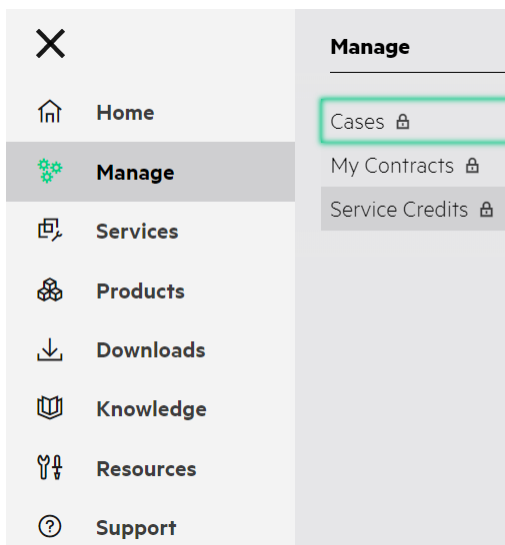 Home
Manage
Services
Products
Downloads
Knowledge
Resources
Support
Manage
Cases
My Contracts
Service Credits